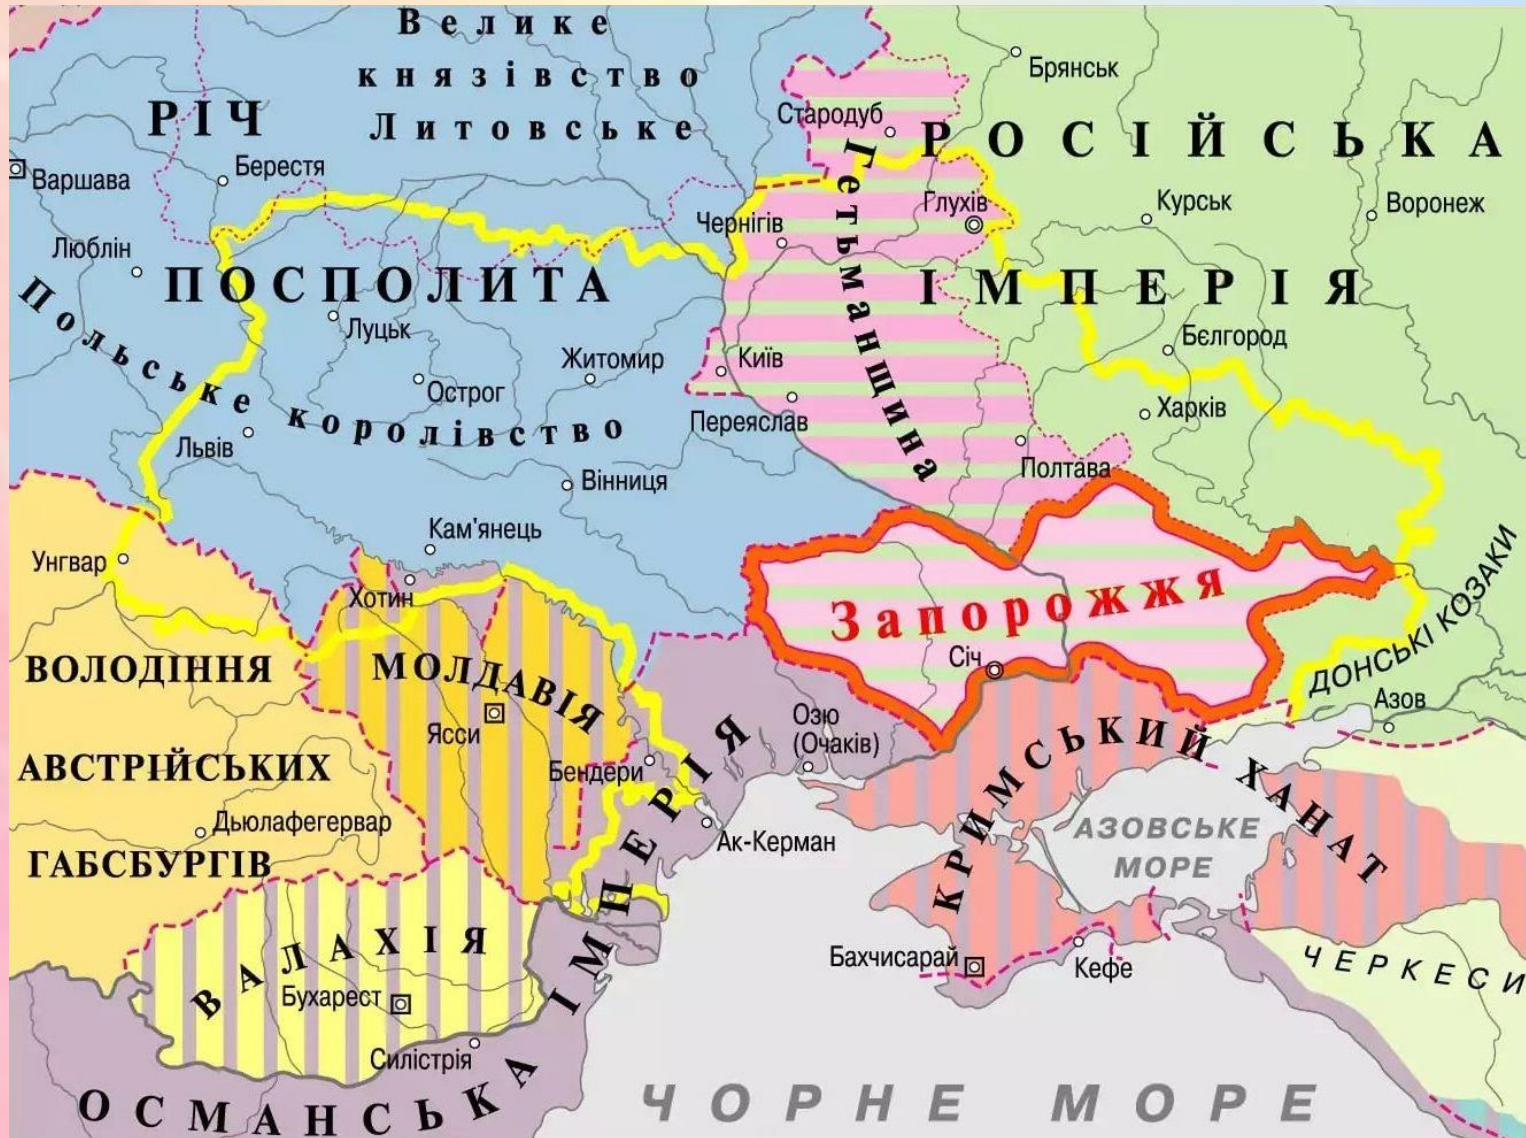 Велике
князівство
Литовське
РІЧ
ПОСПОЛИТА
Польське королівство
РОСІЙСЬКА
ІМПЕРІЯ
Гетьманщина
Запорожжя
Брянськ
Стародуб
Варшава
Берестя
Люблін
Чернігів
Глухів
Курськ
Воронеж
Луцьк
Острог
Житомир
Київ
Переяслав
Бєлгород
Харків
Львів
Вінниця
Полтава
Кам'янець
Унгвар
Хотин
Січ
ДОНСЬКІ КОЗАКИ
Азов
ВОЛОДІННЯ
АВСТРІЙСЬКИХ
ГАБСБУРГІВ
МОЛДАВІЯ
Ясси
Бендери
Озю
(Очаків)
Дьюлафегервар
Ак-Керман
КРИМСЬКИЙ ХАНАТ
АЗОВСЬКЕ
МОРЕ
ВАЛАХІЯ
Бухарест
Силістрія
Бахчисарай
Кефе
ЧЕРКЕСИ
ОСМАНСЬКА ІМПЕРІЯ
ЧОРНЕ МОРЕ